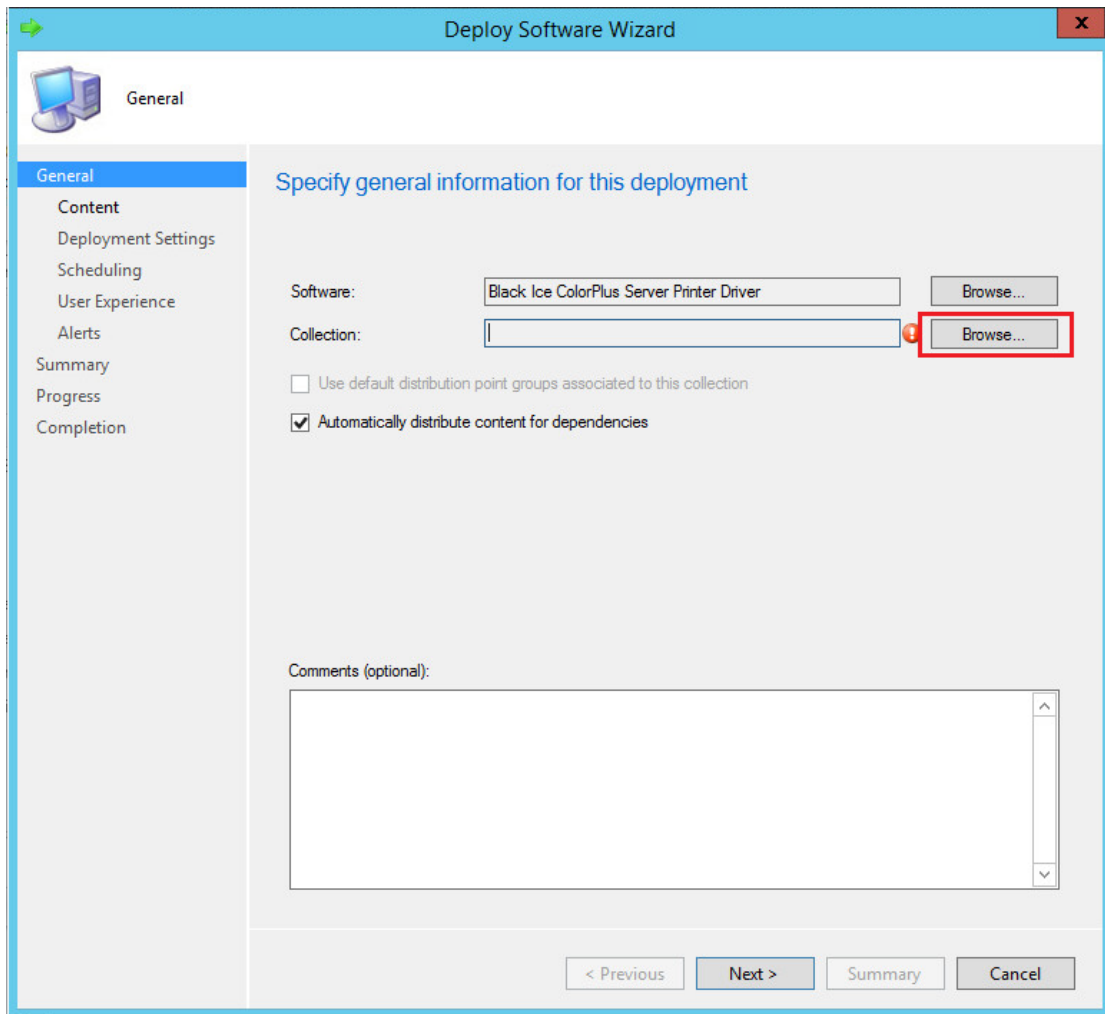 Deploy Software Wizard
x
General
General
Content
Deployment Settings
Scheduling
User Experience
Alerts
Summary
Progress
Completion
Specify general information for this deployment
Software: Black Ice ColorPlus Server Printer Driver Browse...
Collection: Browse...
Use default distribution point groups associated to this collection
Automatically distribute content for dependencies
Comments (optional):
< Previous Next > Summary Cancel